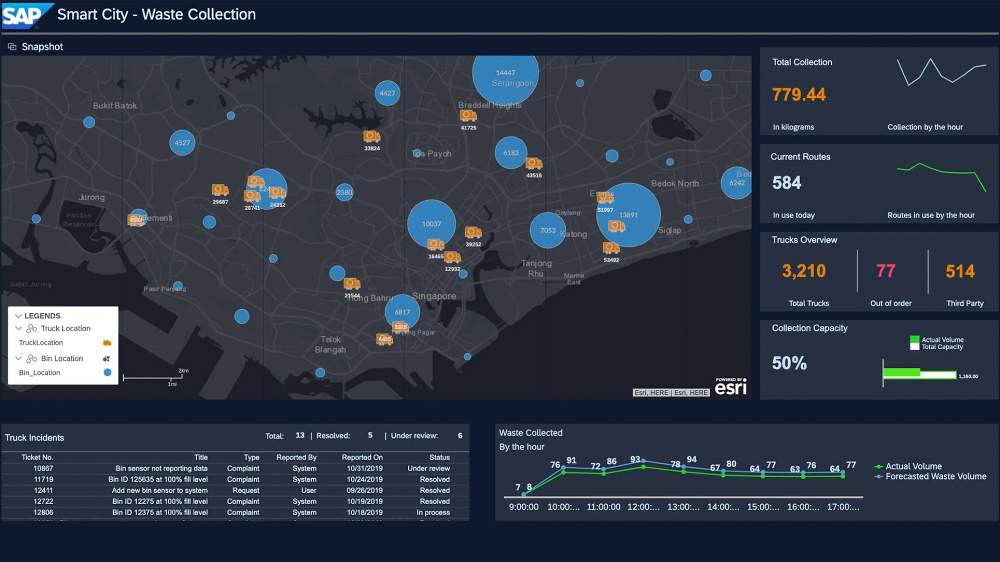 SAP
Smart City - Waste Collection
Snapshot
14447
Serangoon
4427
Bukit Batok
Braddell Heights
41725
4527
33824
Toa Payoh
6183
43516
Bedok North
Bed
6242
824
2580
Jurong
29687
26741
24332
Eunos
51997
13891
Geylang
Pandan
Reservoir
ementi
10037
7053
Katong
Siglap
39252
16465
53492
12932
Tanjong
Rhu
Marina
East
Selat Jurong
Pasir Panjang
21544
Tiong Bahru
Singapore
6817
3925
Tanjong Pagar
4430
Telok
Blangah
LEGENDS
Truck Location
TruckLocation
Bin Location
Bin_Location
2km
1mi
Esri, HERE | Esri, HERE
POWERED BY
esri
Total Collection
779.44
In kilograms
Collection by the hour
Current Routes
584
In use today
Routes in use by the hour
Trucks Overview
3,210
77
514
Total Trucks
Out of order
Third Party
Collection Capacity
Actual Volume
Total Capacity
50%
1,160.00
Truck Incidents
Total: 13 | Resolved: 5 | Under review: 6
Ticket No. Title Type Reported By Reported On Status
10867 Bin sensor not reporting data Complaint System 10/31/2019 Under review
11719 Bin ID 125635 at 100% fill level Complaint System 10/24/2019 Resolved
12411 Add new bin sensor to system Request User 09/26/2019 Resolved
12722 Bin ID 12275 at 100% fill level Complaint System 10/19/2019 Resolved
12806 Bin ID 12375 at 100% fill level Complaint System 10/18/2019 In process
Waste Collected
By the hour
7 8 76 91 72 86 93 78 94 67 80 64 77 63 76 64 77
9:00:00 10:00:... 11:00:00 12:00:... 13:00:... 14:00:... 15:00:... 16:00:... 17:00:...
Actual Volume
Forecasted Waste Volume